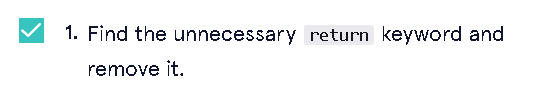 1. Find the unnecessary return keyword and
remove it.